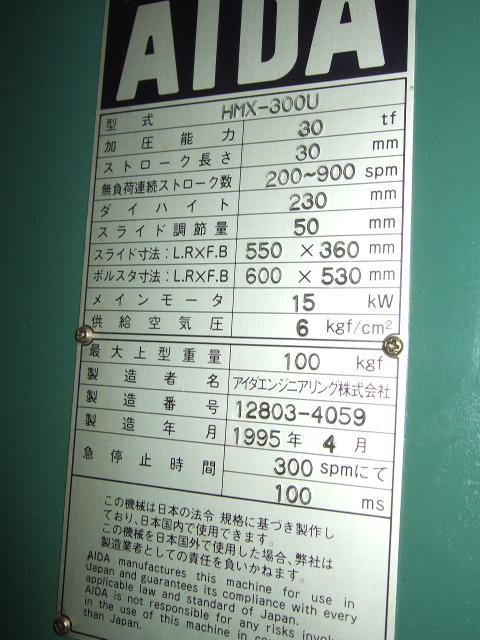 AIDA
型式 HMX-300U
加圧能力 30 tf
ストローク長さ 30 mm
無負荷連続ストローク数 200~900 spm
ダイハイト 230 mm
スライド調節量 50 mm
スライド寸法:L.R×F.B 550 × 360 mm
ボルスタ寸法:L.R×F.B 600 × 530 mm
メインモータ 15 kW
供給空気圧 6 kgf/cm²
最大上型重量 100 kgf
製造者名 アイダエンジニアリング株式会社
製造番号 12803-4059
製造年月 1995年 4月
急停止時間 300 spmにて
100 ms
この機械は日本の法令 規格に基づき製作し
ており、日本国内で使用できます。
この機械を日本国外で使用した場合、弊社は
製造業者としての責任を負いかねます。
AIDA manufactures this machine for use in
Japan and guarantees its compliance with every
applicable law and standard of Japan.
AIDA is not responsible for any risks
in the use of this machine in
than Japan.